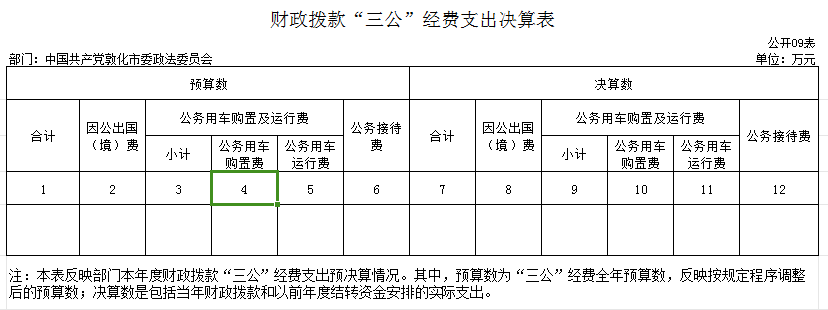 财政拨款“三公”经费支出决算表
公开09表
部门：中国共产党敦化市委政法委员会
单位：万元
预算数
决算数
合计
因公出国（境）费
公务用车购置及运行费
公务接待费
合计
因公出国（境）费
公务用车购置及运行费
公务接待费
小计
公务用车购置费
公务用车运行费
小计
公务用车购置费
公务用车运行费
1 2 3 4 5 6 7 8 9 10 11 12
注：本表反映部门本年度财政拨款“三公”经费支出预决算情况。其中，预算数为“三公”经费全年预算数，反映按规定程序调整
后的预算数；决算数是包括当年财政拨款和以前年度结转资金安排的实际支出。